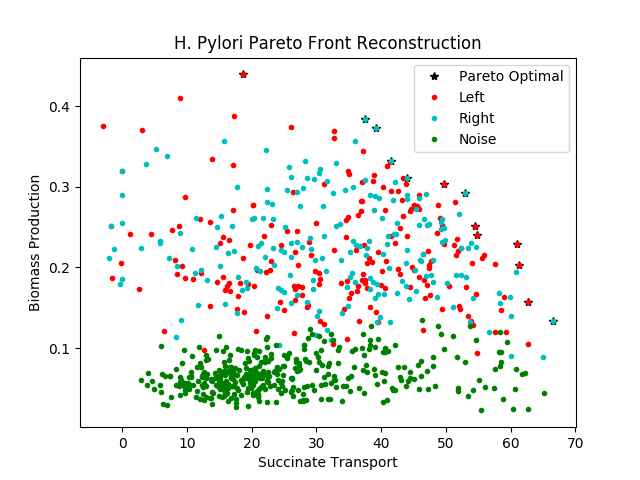 H. Pylori Pareto Front Reconstruction
Pareto Optimal
Left
Right
Noise
Biomass Production
0.4
0.3
0.2
0.1
0
10
20
30
40
50
60
70
Succinate Transport